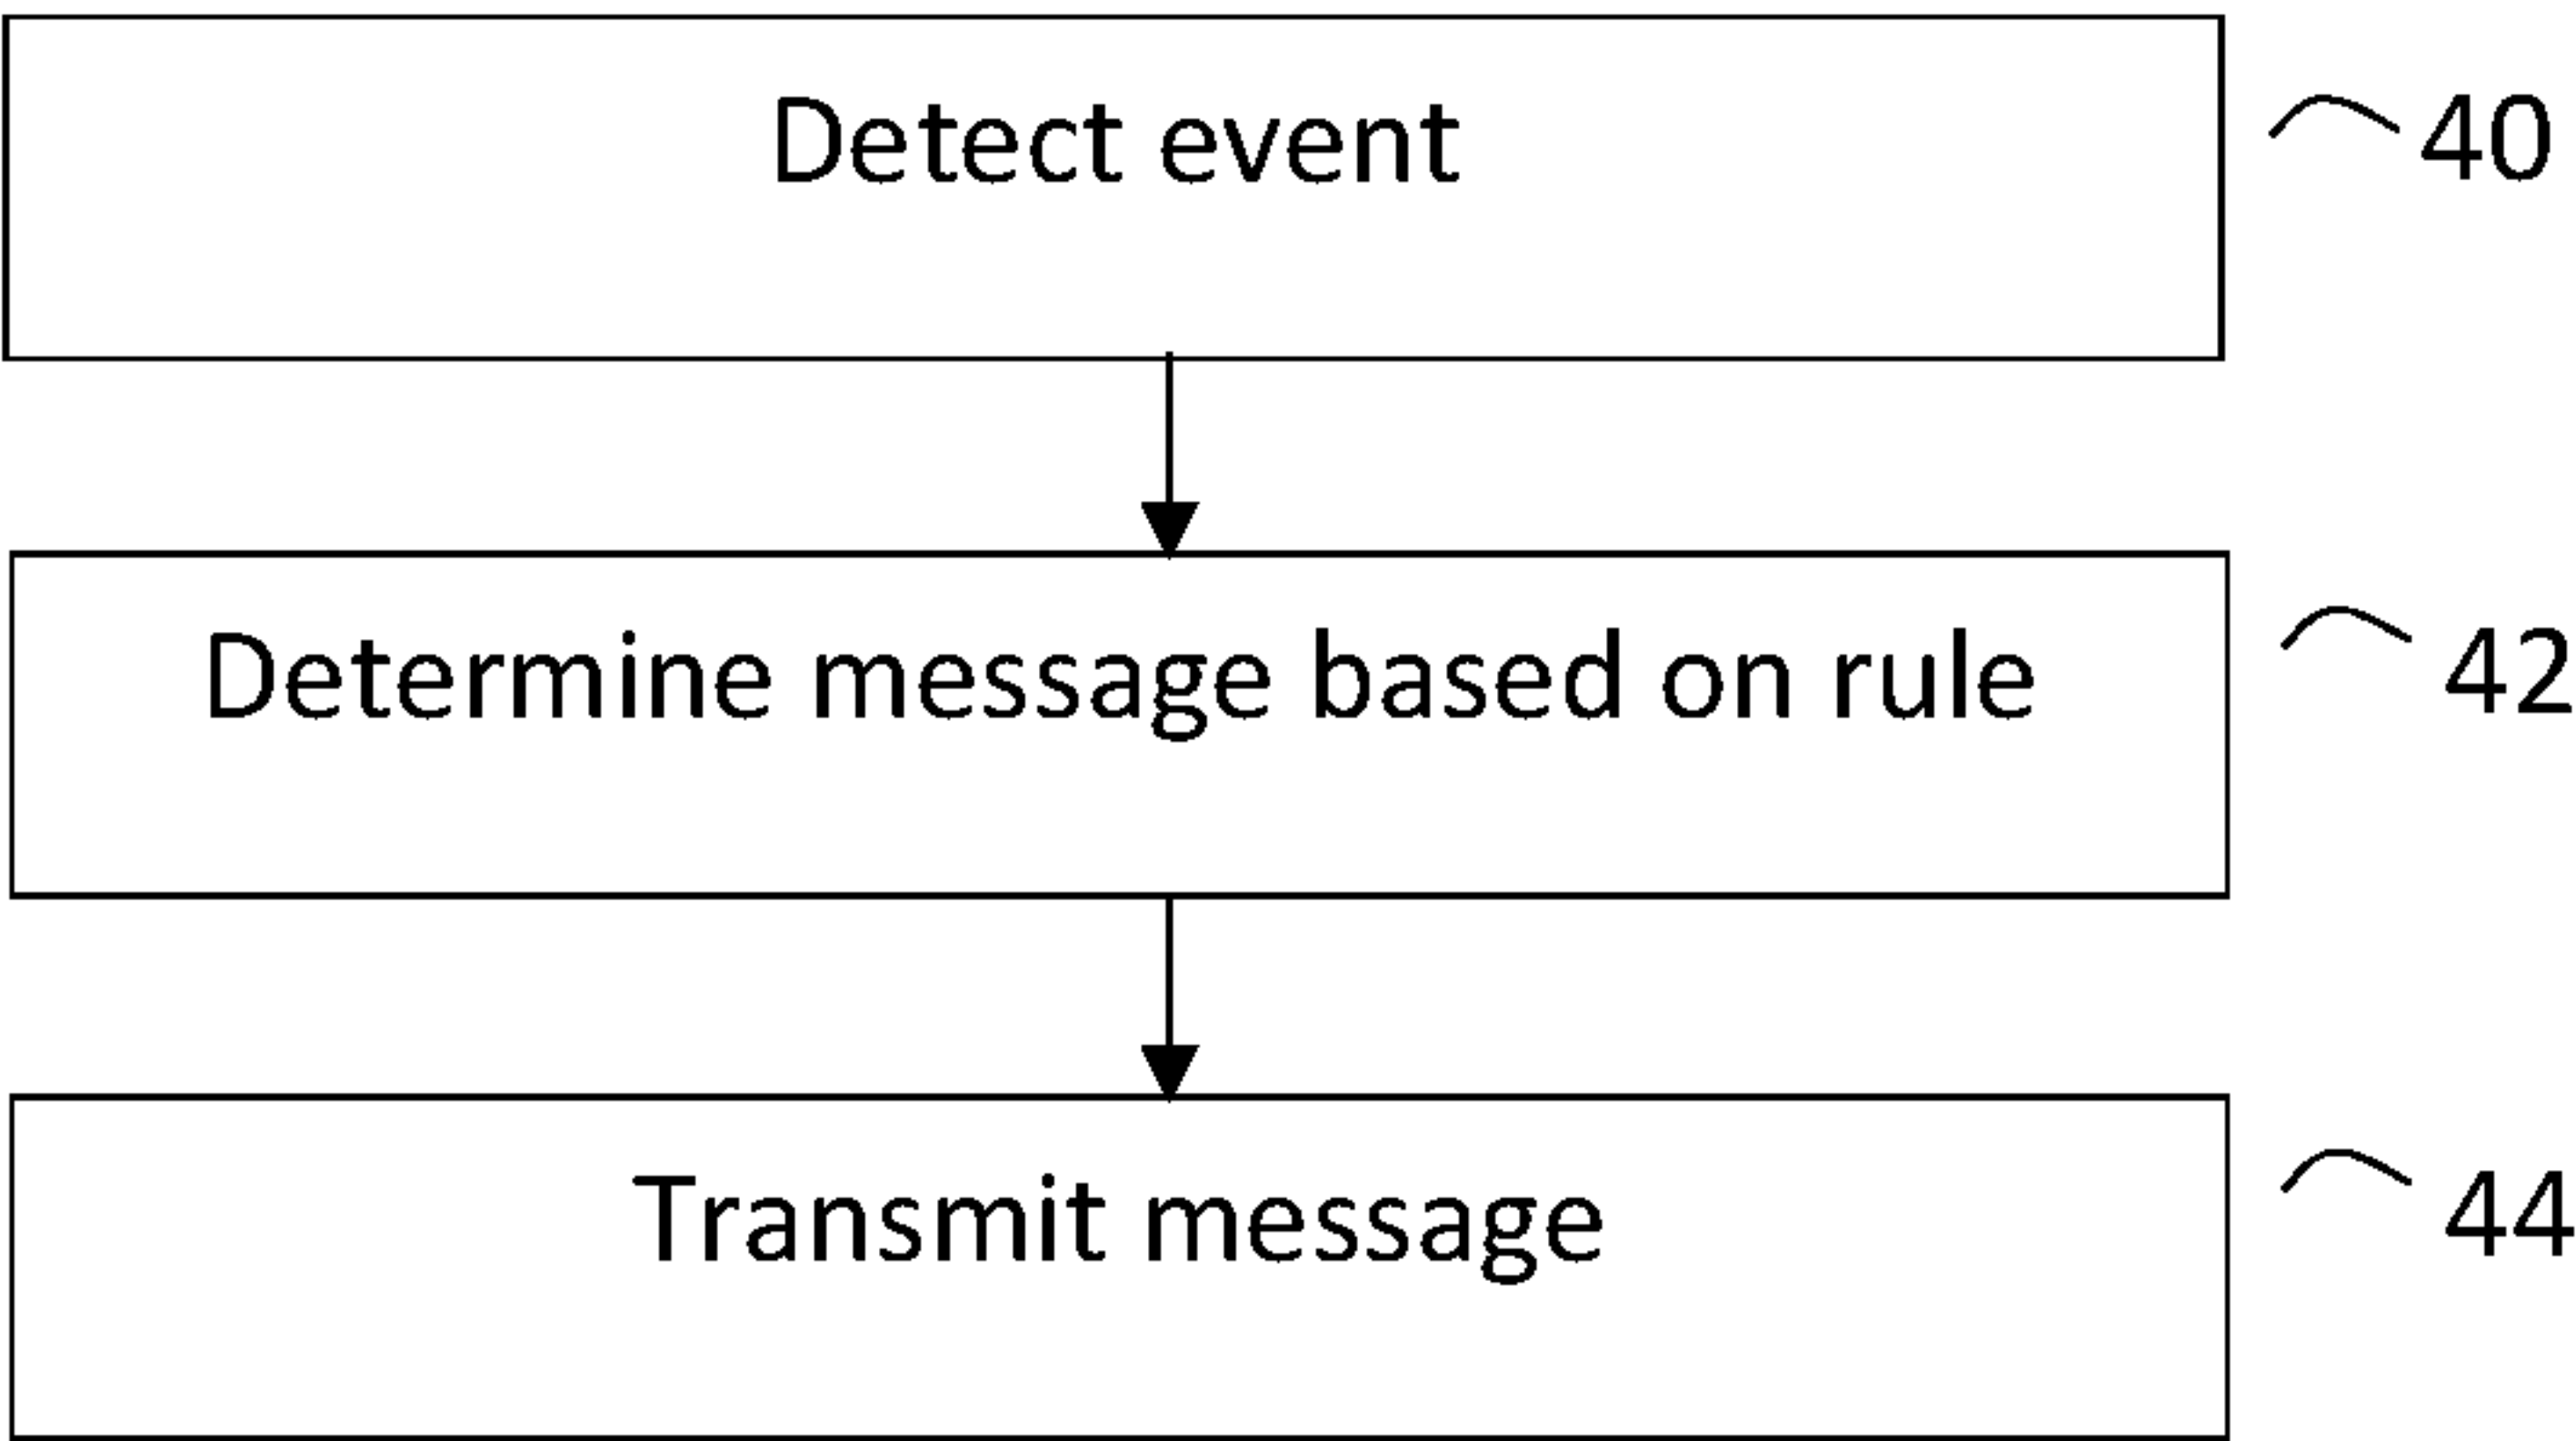 Detect event
40
Determine message based on rule
42
Transmit message
44